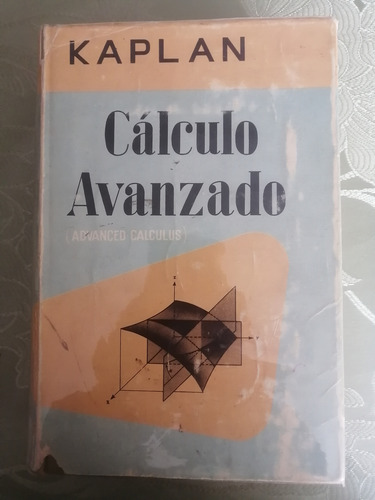 KAPLAN
Cálculo
Avanzado
(ADVANCED CALCULUS)